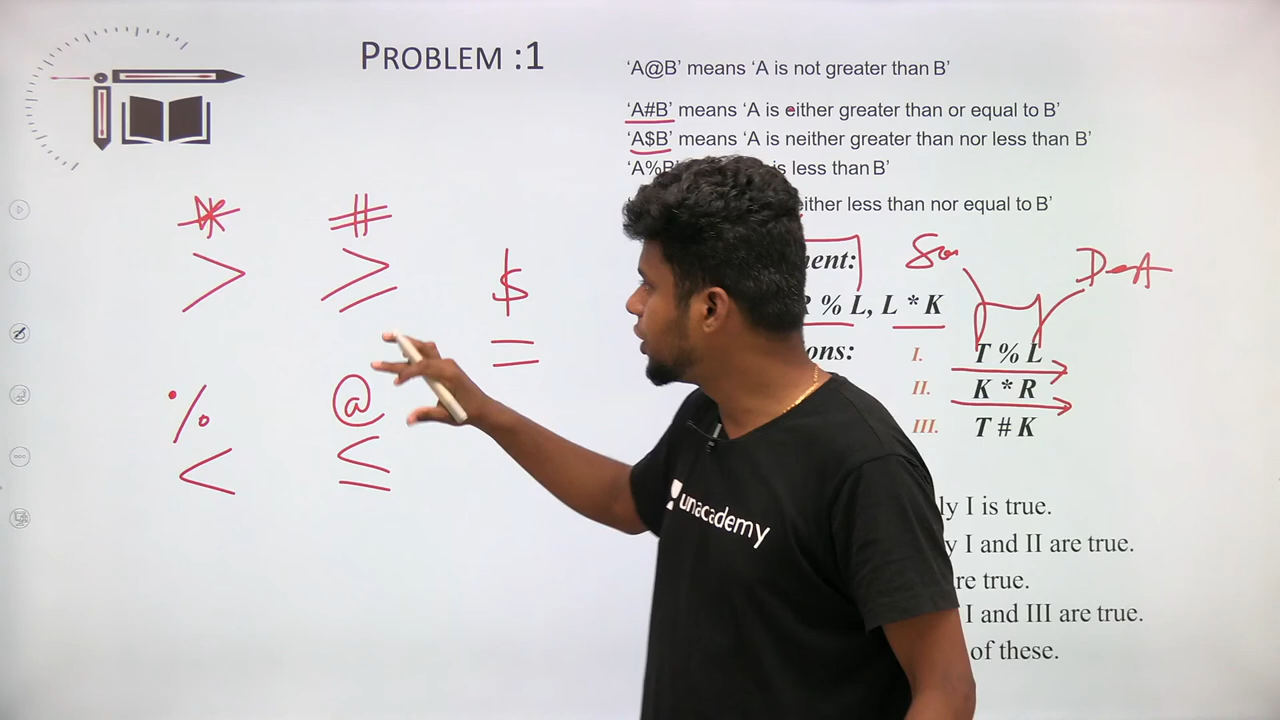 PROBLEM :1
'A@B' means 'A is not greater than B'
'A#B' means 'A is either greater than or equal to B'
'A$B' means 'A is neither greater than nor less than B'
'A%B' is less than B'
either less than nor equal to B'
* #
> ≥
$
=
% @
< ≤
ment:
% L, L * K
ons:
I. T % L
II. K * R
III. T # K
ly I is true.
y I and II are true.
re true.
I and III are true.
of these.
unacademy